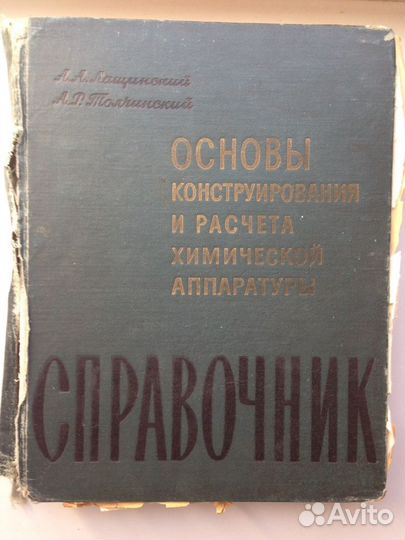 А.А.Лащинский
А.Р.Толчинский
ОСНОВЫ
КОНСТРУИРОВАНИЯ
И РАСЧЕТА
ХИМИЧЕСКОЙ
АППАРАТУРЫ
СПРАВОЧНИК
Avito